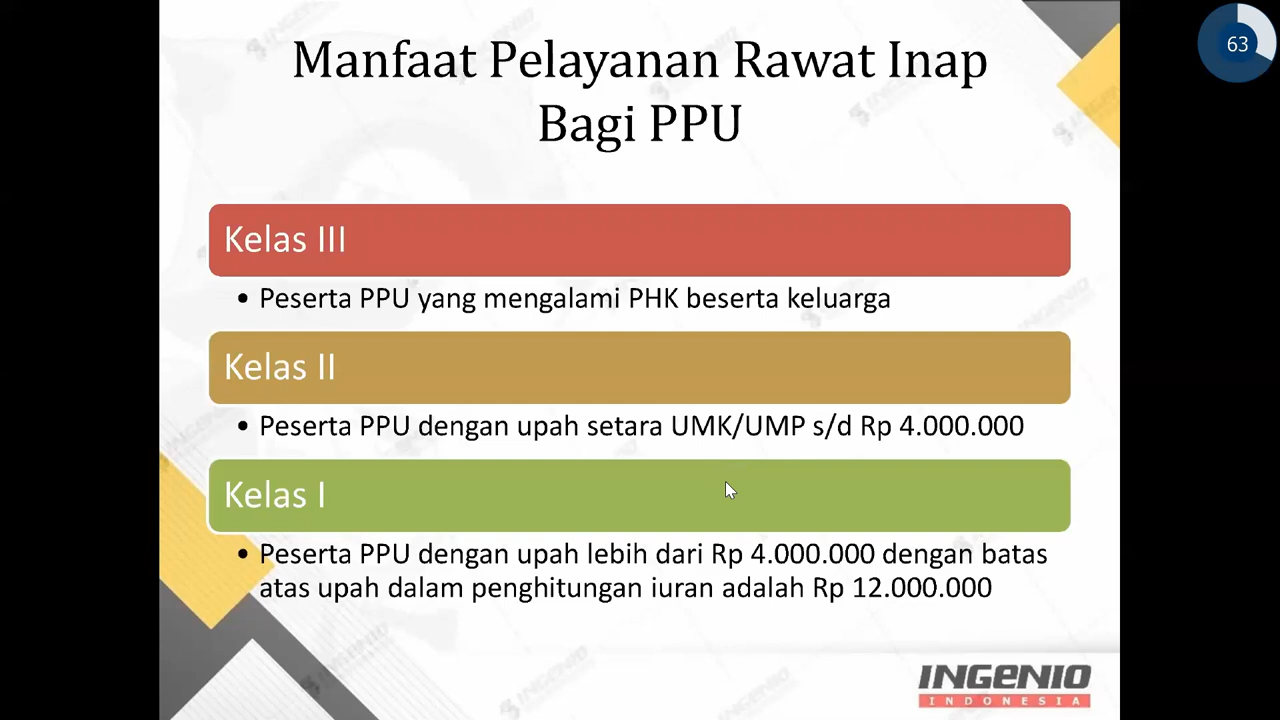 Manfaat Pelayanan Rawat Inap
Bagi PPU
63
Kelas III
• Peserta PPU yang mengalami PHK beserta keluarga
Kelas II
• Peserta PPU dengan upah setara UMK/UMP s/d Rp 4.000.000
Kelas I
• Peserta PPU dengan upah lebih dari Rp 4.000.000 dengan batas
atas upah dalam penghitungan iuran adalah Rp 12.000.000
INGENIO
INDONESIA